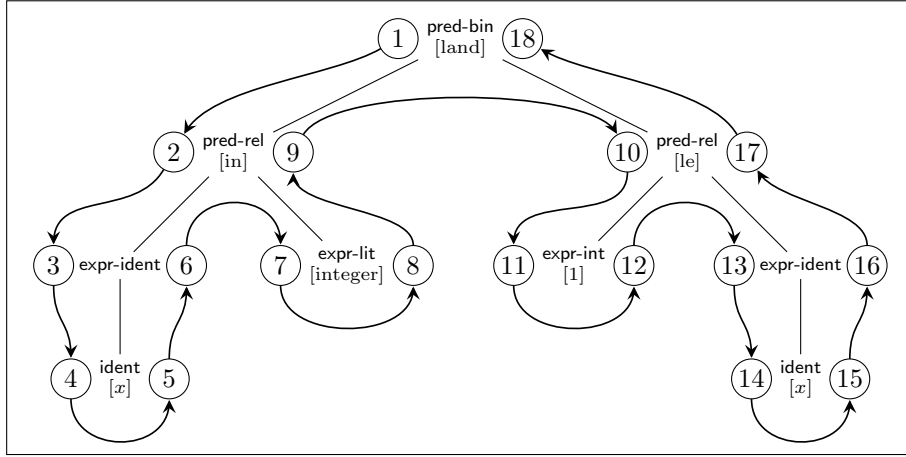 1 pred-bin 18
[land]
2 pred-rel 9 10 pred-rel 17
[in] [le]
3 expr-ident 6 7 expr-lit 8 11 expr-int 12 13 expr-ident 16
[integer] [1]
4 ident 5 14 ident 15
[x] [x]